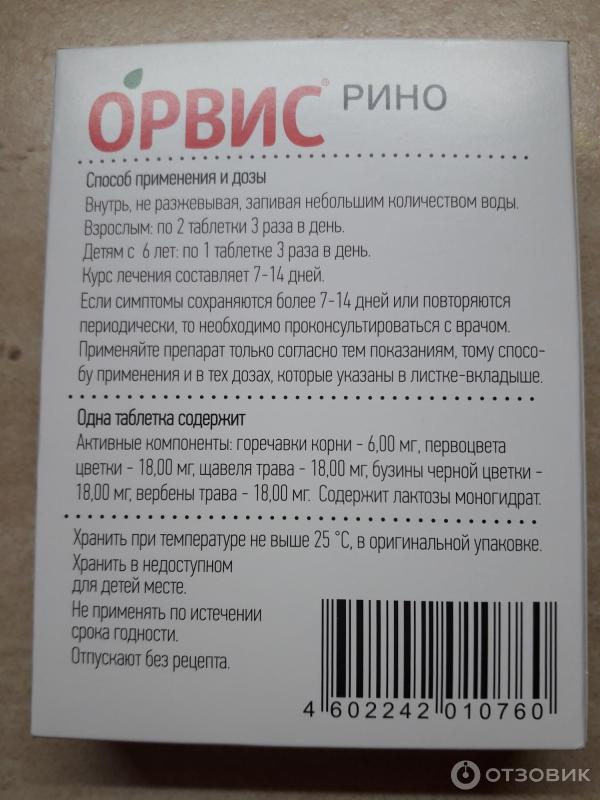 ОРВИС® РИНО
Способ применения и дозы
Внутрь, не разжевывая, запивая небольшим количеством воды.
Взрослым: по 2 таблетки 3 раза в день.
Детям с 6 лет: по 1 таблетке 3 раза в день.
Курс лечения составляет 7-14 дней.
Если симптомы сохраняются более 7-14 дней или повторяются
периодически, то необходимо проконсультироваться с врачом.
Применяйте препарат только согласно тем показаниям, тому спосо-
бу применения и в тех дозах, которые указаны в листке-вкладыше.
Одна таблетка содержит
Активные компоненты: горечавки корни - 6,00 мг, первоцвета
цветки - 18,00 мг, щавеля трава - 18,00 мг, бузины черной цветки -
18,00 мг, вербены трава - 18,00 мг. Содержит лактозы моногидрат.
Хранить при температуре не выше 25 °С, в оригинальной упаковке.
Хранить в недоступном
для детей месте.
Не применять по истечении
срока годности.
Отпускают без рецепта.
4 602242 010760
ОТЗОВИК